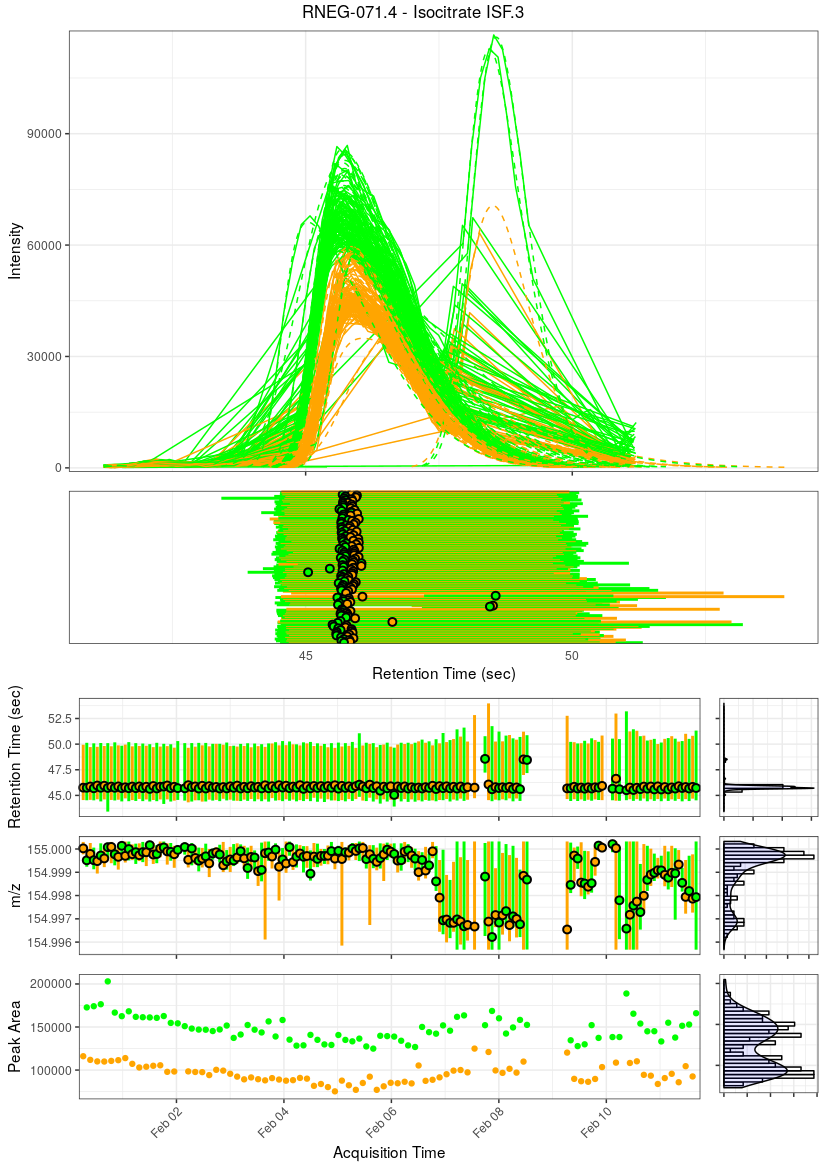 RNEG-071.4 - Isocitrate ISF.3
Intensity
90000
60000
30000
0
45
50
Retention Time (sec)
Retention Time (sec)
52.5
50.0
47.5
45.0
m/z
155.000
154.999
154.998
154.997
154.996
Peak Area
200000
150000
100000
Feb 02
Feb 04
Feb 06
Feb 08
Feb 10
Acquisition Time